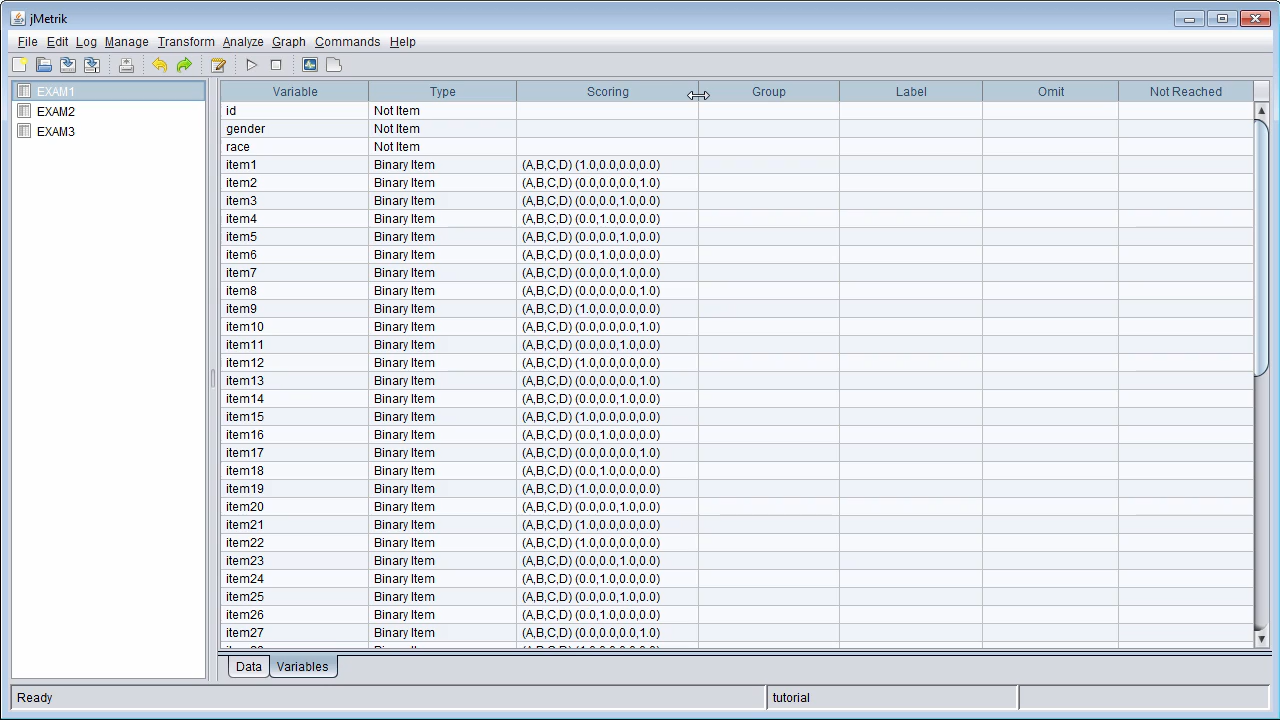 jMetrik
File Edit Log Manage Transform Analyze Graph Commands Help
EXAM1
EXAM2
EXAM3
Variable Type Scoring Group Label Omit Not Reached
id Not Item
gender Not Item
race Not Item
item1 Binary Item (A,B,C,D) (1.0,0.0,0.0,0.0)
item2 Binary Item (A,B,C,D) (0.0,0.0,0.0,1.0)
item3 Binary Item (A,B,C,D) (0.0,0.0,1.0,0.0)
item4 Binary Item (A,B,C,D) (0.0,1.0,0.0,0.0)
item5 Binary Item (A,B,C,D) (0.0,0.0,1.0,0.0)
item6 Binary Item (A,B,C,D) (0.0,1.0,0.0,0.0)
item7 Binary Item (A,B,C,D) (0.0,0.0,1.0,0.0)
item8 Binary Item (A,B,C,D) (0.0,0.0,0.0,1.0)
item9 Binary Item (A,B,C,D) (1.0,0.0,0.0,0.0)
item10 Binary Item (A,B,C,D) (0.0,0.0,0.0,1.0)
item11 Binary Item (A,B,C,D) (0.0,0.0,1.0,0.0)
item12 Binary Item (A,B,C,D) (1.0,0.0,0.0,0.0)
item13 Binary Item (A,B,C,D) (0.0,0.0,0.0,1.0)
item14 Binary Item (A,B,C,D) (0.0,0.0,1.0,0.0)
item15 Binary Item (A,B,C,D) (1.0,0.0,0.0,0.0)
item16 Binary Item (A,B,C,D) (0.0,1.0,0.0,0.0)
item17 Binary Item (A,B,C,D) (0.0,0.0,0.0,1.0)
item18 Binary Item (A,B,C,D) (0.0,1.0,0.0,0.0)
item19 Binary Item (A,B,C,D) (1.0,0.0,0.0,0.0)
item20 Binary Item (A,B,C,D) (0.0,0.0,1.0,0.0)
item21 Binary Item (A,B,C,D) (1.0,0.0,0.0,0.0)
item22 Binary Item (A,B,C,D) (1.0,0.0,0.0,0.0)
item23 Binary Item (A,B,C,D) (0.0,0.0,1.0,0.0)
item24 Binary Item (A,B,C,D) (0.0,1.0,0.0,0.0)
item25 Binary Item (A,B,C,D) (0.0,0.0,1.0,0.0)
item26 Binary Item (A,B,C,D) (0.0,1.0,0.0,0.0)
item27 Binary Item (A,B,C,D) (0.0,0.0,0.0,1.0)
Data Variables
Ready tutorial